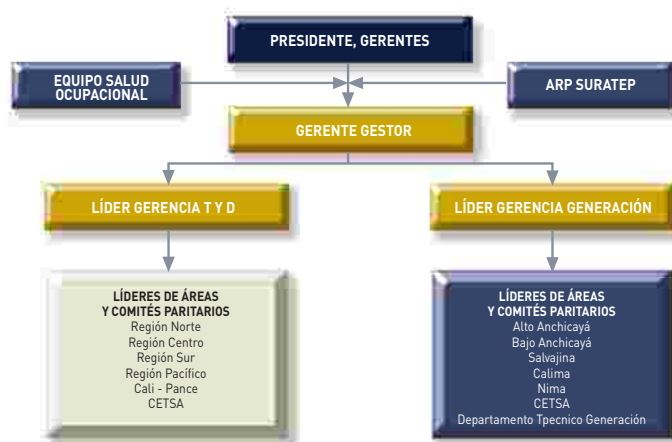 PRESIDENTE, GERENTES
EQUIPO SALUD
OCUPACIONAL
ARP SURATEP
GERENTE GESTOR
LÍDER GERENCIA T Y D
LÍDER GERENCIA GENERACIÓN
LÍDERES DE ÁREAS
Y COMITÉS PARITARIOS
Región Norte
Región Centro
Región Sur
Región Pacífico
Cali - Pance
CETSA
LÍDERES DE ÁREAS
Y COMITÉS PARITARIOS
Alto Anchicayá
Bajo Anchicayá
Salvajina
Calima
Nima
CETSA
Departamento Tpecnico Generación